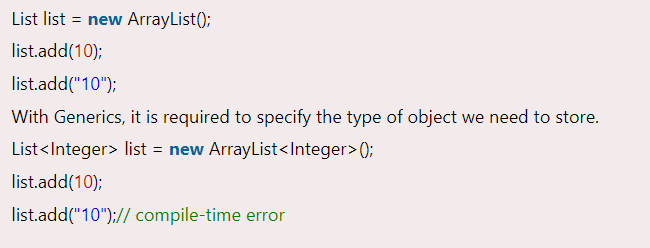 List list = new ArrayList();
list.add(10);
list.add("10");
With Generics, it is required to specify the type of object we need to store.
List<Integer> list = new ArrayList<Integer>();
list.add(10);
list.add("10");// compile-time error